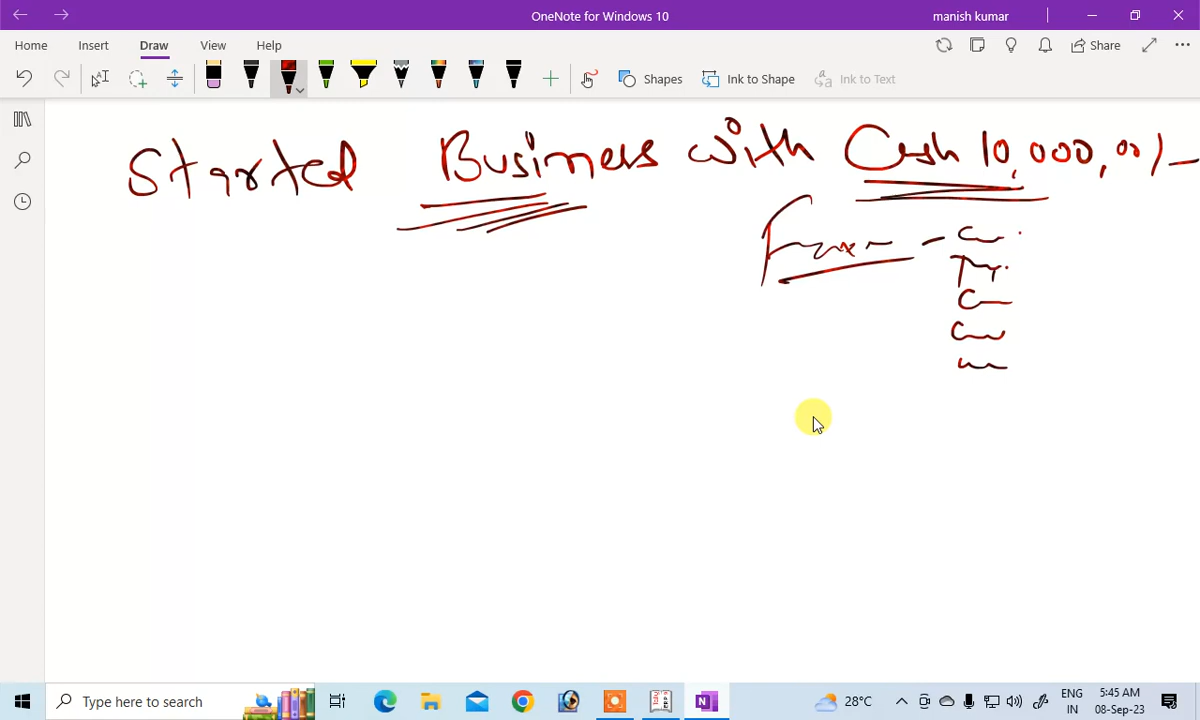 OneNote for Windows 10
manish kumar
Home Insert Draw View Help
Share
Shapes Ink to Shape Ink to Text
Started Business with Cash 10,000,00/-
Type here to search
28°C
ENG
IN
5:45 AM
08-Sep-23